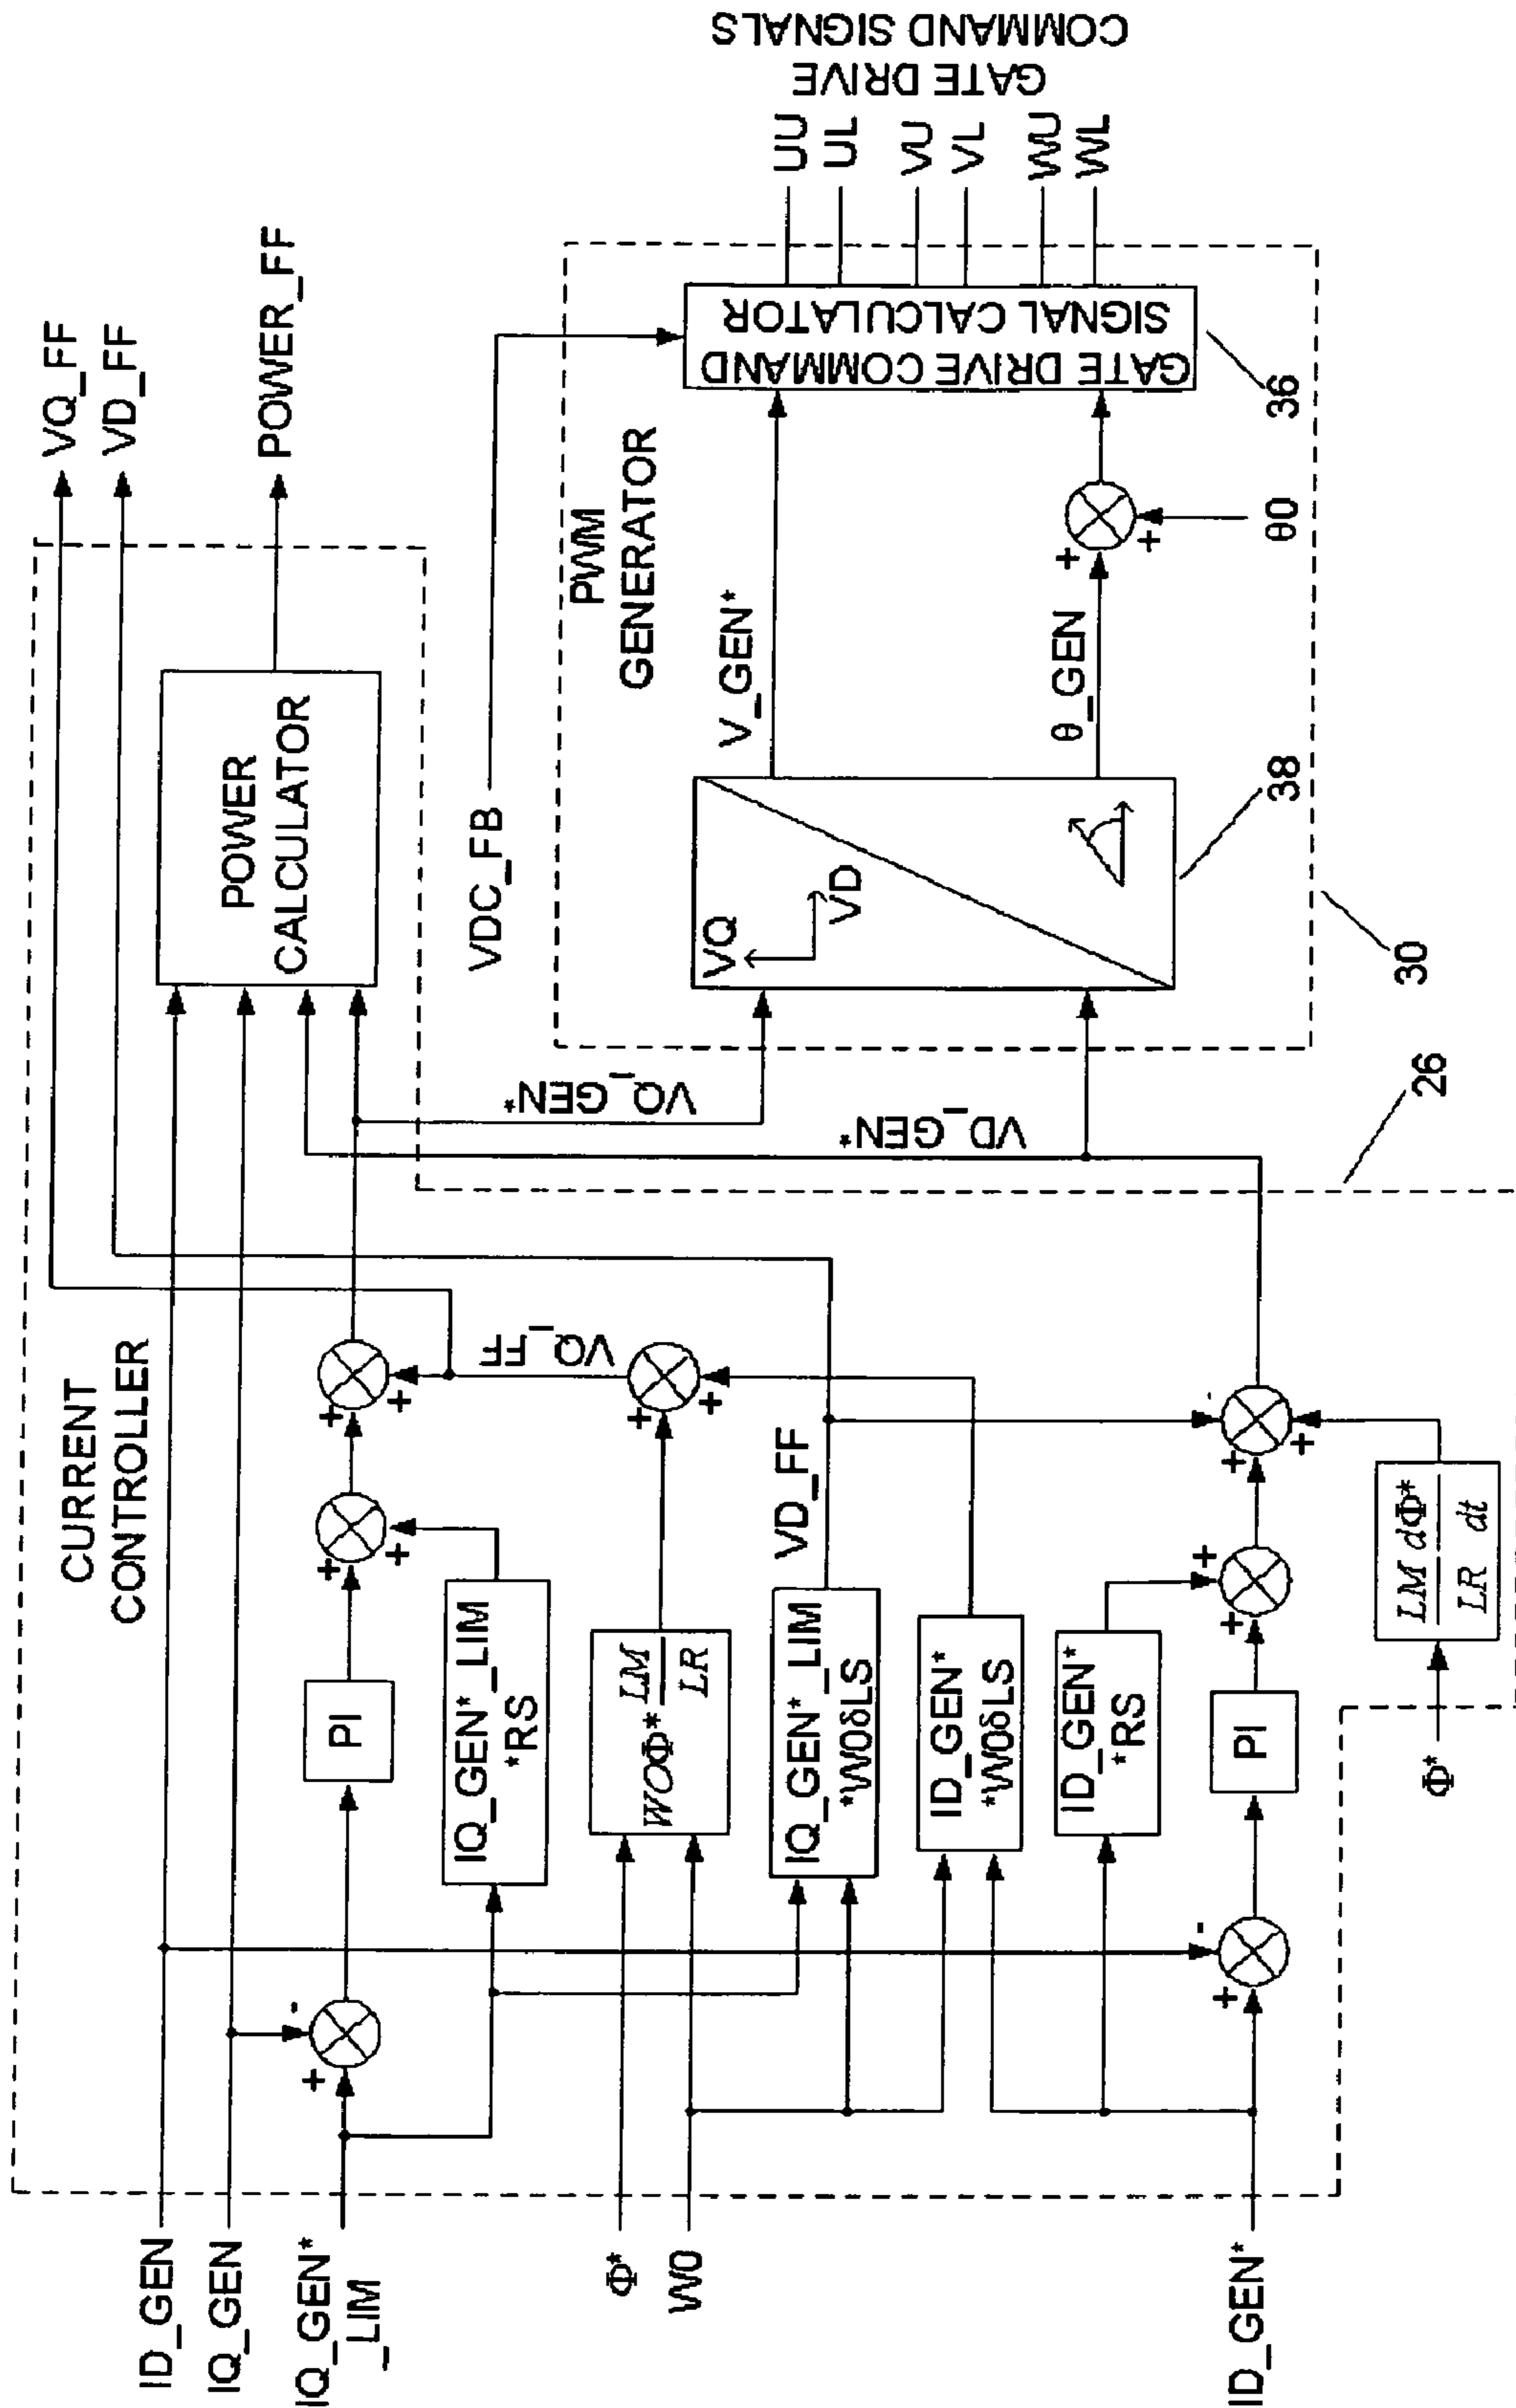 CURRENT
CONTROLLER
ID_GEN
IQ_GEN
IQ_GEN*
_LIM
Φ*
W0
ID_GEN*
+
-
PI
+
+
IQ_GEN*_LIM
*RS
+
+
VQ_FF
WOΦ* LM
LR
+
+
IQ_GEN*_LIM
*W0δLS
VD_FF
ID_GEN*
*W0δLS
ID_GEN*
*RS
+
-
PI
+
+
+
-
+
LM dΦ*
LR dt
Φ*
VQ_GEN*
VD_GEN*
POWER
CALCULATOR
VQ_FF
VD_FF
POWER_FF
VDC_FB
PWM
GENERATOR
VQ
VD
V_GEN*
θ_GEN
+
+
θ0
GATE DRIVE COMMAND
SIGNAL CALCULATOR
UU
UL
VU
VL
WU
WL
GATE DRIVE
COMMAND SIGNALS
36
38
30
26